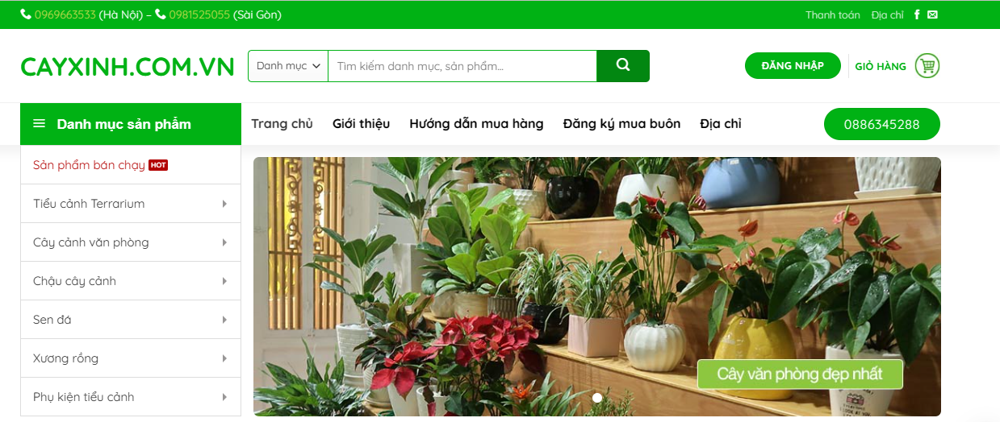 0969663533 (Hà Nội) – 0981525055 (Sài Gòn)
Thanh toán Địa chỉ
CAYXINH.COM.VN
Danh mục
Tìm kiếm danh mục, sản phẩm...
ĐĂNG NHẬP
GIỎ HÀNG
Danh mục sản phẩm
Trang chủ Giới thiệu Hướng dẫn mua hàng Đăng ký mua buôn Địa chỉ
0886345288
Sản phẩm bán chạy HOT
Tiểu cảnh Terrarium
Cây cảnh văn phòng
Chậu cây cảnh
Sen đá
Xương rồng
Phụ kiện tiểu cảnh
Cây văn phòng đẹp nhất